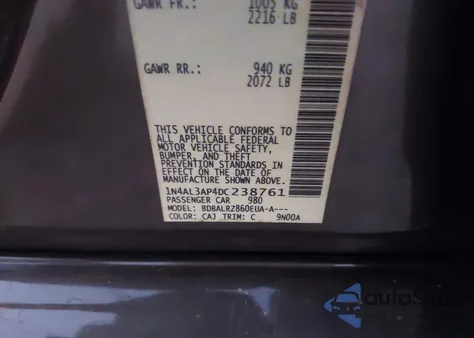 GAWR FR.: 1005 KG
2216 LB
GAWR RR.: 940 KG
2072 LB
THIS VEHICLE CONFORMS TO
ALL APPLICABLE FEDERAL
MOTOR VEHICLE SAFETY,
BUMPER, AND THEFT
PREVENTION STANDARDS IN
EFFECT ON THE DATE OF
MANUFACTURE SHOWN ABOVE.
1N4AL3AP4DC238761
PASSENGER CAR 980
MODEL: BDBALRZ860EUA-A---
COLOR: CAJ TRIM: C 9N00A